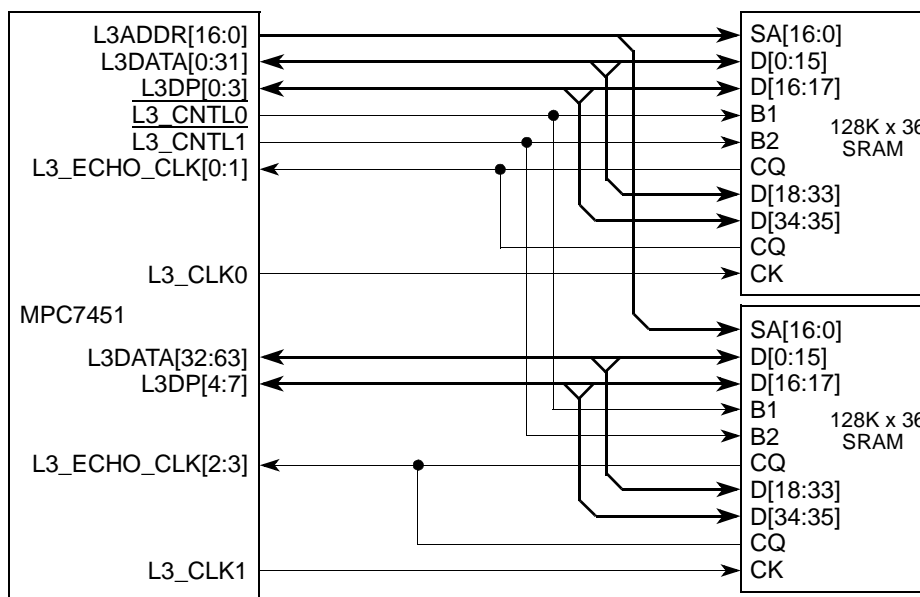 L3ADDR[16:0]
L3DATA[0:31]
L3DP[0:3]
L3_CNTL0
L3_CNTL1
L3_ECHO_CLK[0:1]
L3_CLK0
MPC7451
L3DATA[32:63]
L3DP[4:7]
L3_ECHO_CLK[2:3]
L3_CLK1
SA[16:0]
D[0:15]
D[16:17]
B1
B2
CQ
D[18:33]
D[34:35]
CQ
CK
128K x 36
SRAM
SA[16:0]
D[0:15]
D[16:17]
B1
B2
CQ
D[18:33]
D[34:35]
CQ
CK
128K x 36
SRAM